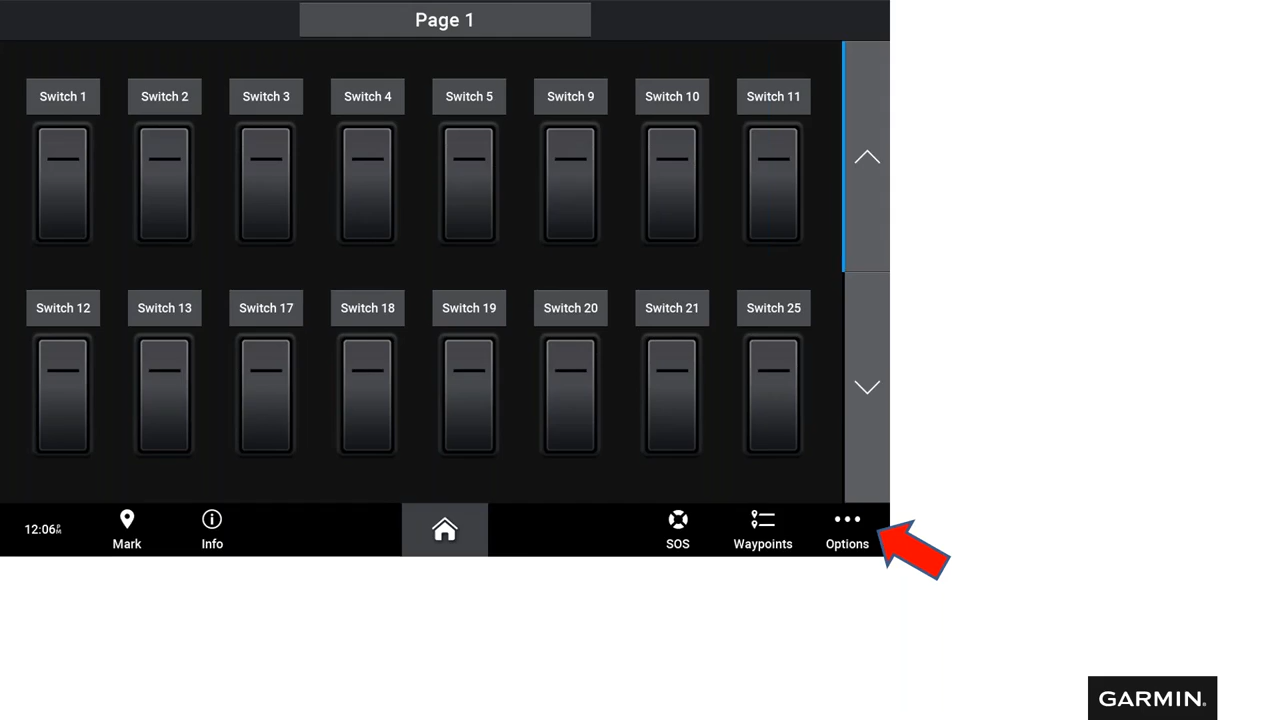 Page 1
Switch 1 Switch 2 Switch 3 Switch 4 Switch 5 Switch 9 Switch 10 Switch 11
Switch 12 Switch 13 Switch 17 Switch 18 Switch 19 Switch 20 Switch 21 Switch 25
12:06PM Mark Info SOS Waypoints Options
GARMIN.